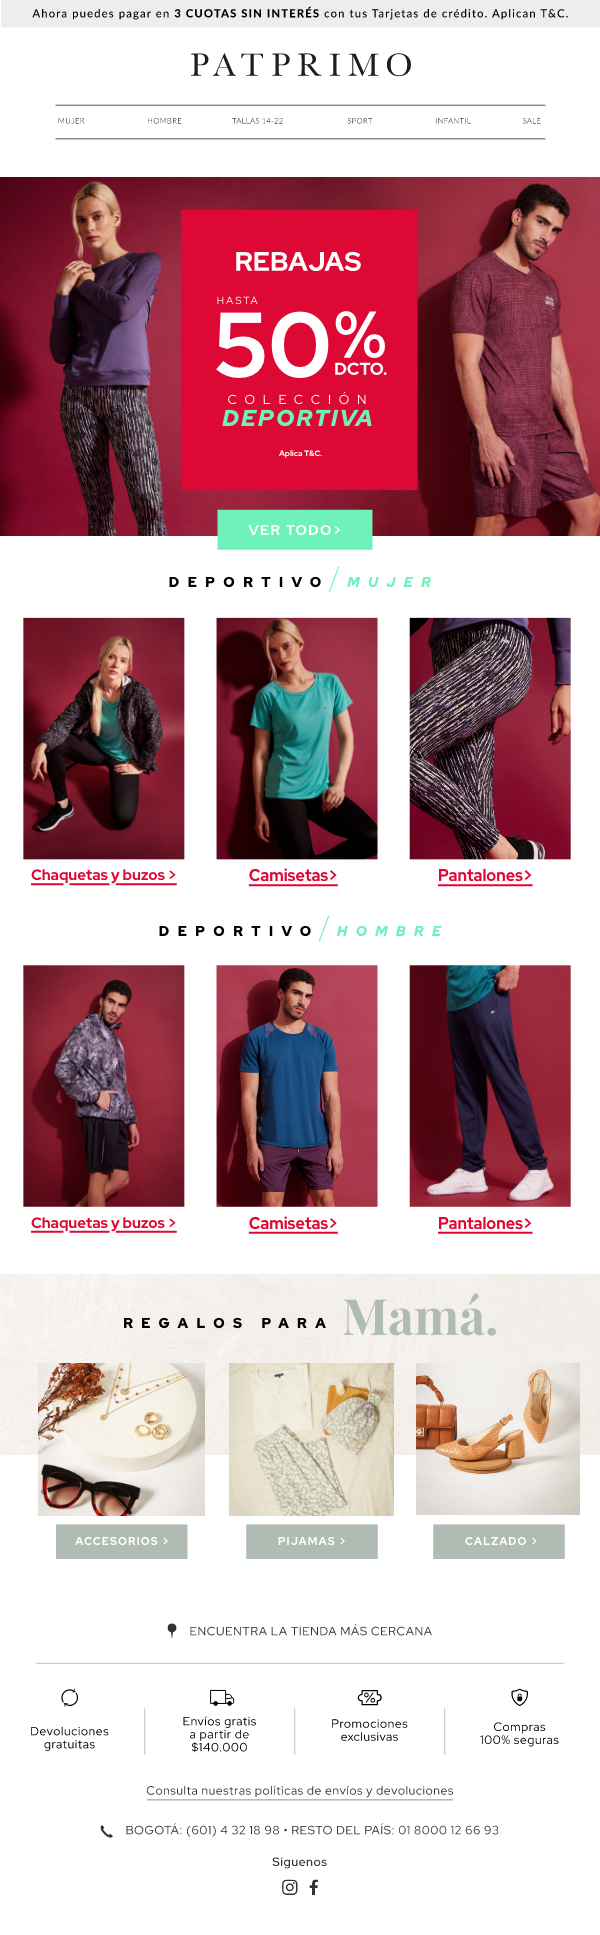 Ahora puedes pagar en 3 CUOTAS SIN INTERÉS con tus Tarjetas de crédito. Aplican T&C.
PATPRIMO
MUJER HOMBRE TALLAS 14-22 SPORT INFANTIL SALE
REBAJAS
HASTA
50% DCTO.
COLECCIÓN
DEPORTIVA
Aplica T&C.
VER TODO>
DEPORTIVO/MUJER
Chaquetas y buzos > Camisetas> Pantalones>
DEPORTIVO/HOMBRE
Chaquetas y buzos > Camisetas> Pantalones>
REGALOS PARA Mamá.
ACCESORIOS > PIJAMAS > CALZADO >
ENCUENTRA LA TIENDA MÁS CERCANA
Devoluciones
gratuitas
Envíos gratis
a partir de
$140.000
Promociones
exclusivas
Compras
100% seguras
Consulta nuestras políticas de envíos y devoluciones
BOGOTÁ: (601) 4 32 18 98 • RESTO DEL PAÍS: 01 8000 12 66 93
Síguenos